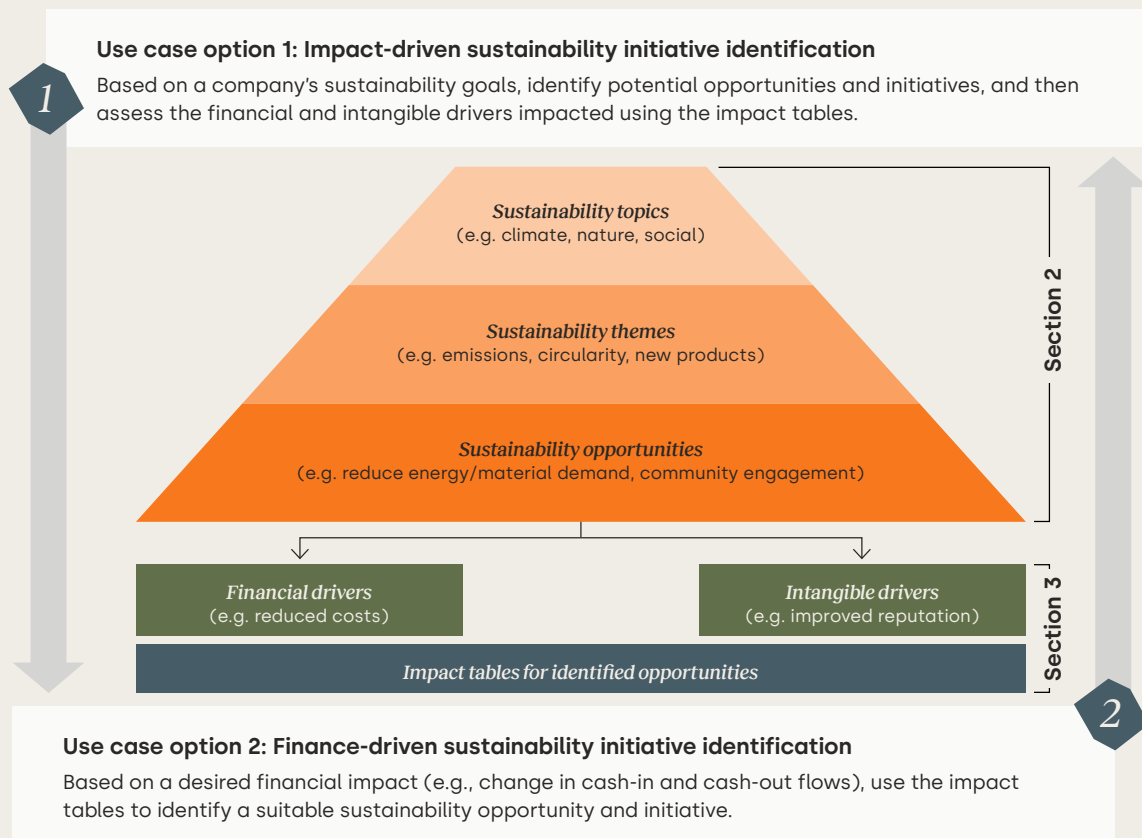 Use case option 1: Impact-driven sustainability initiative identification
1
Based on a company's sustainability goals, identify potential opportunities and initiatives, and then
assess the financial and intangible drivers impacted using the impact tables.
Sustainability topics
(e.g. climate, nature, social)
Sustainability themes
(e.g. emissions, circularity, new products)
Sustainability opportunities
(e.g. reduce energy/material demand, community engagement)
Section 2
Financial drivers
(e.g. reduced costs)
Intangible drivers
(e.g. improved reputation)
Impact tables for identified opportunities
Section 3
2
Use case option 2: Finance-driven sustainability initiative identification
Based on a desired financial impact (e.g., change in cash-in and cash-out flows), use the impact
tables to identify a suitable sustainability opportunity and initiative.